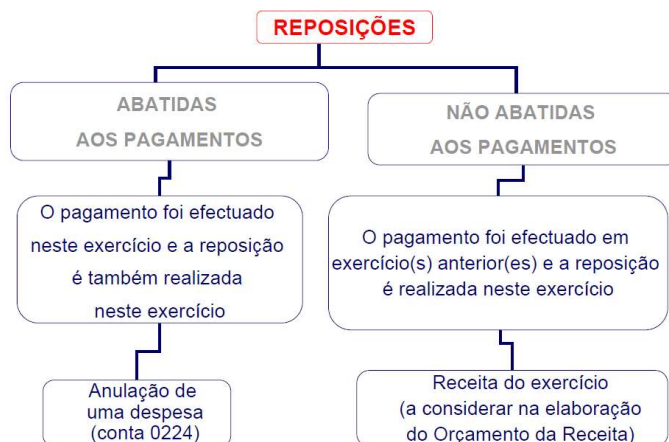 REPOSIÇÕES
ABATIDAS
AOS PAGAMENTOS
NÃO ABATIDAS
AOS PAGAMENTOS
O pagamento foi efectuado
neste exercício e a reposição
é também realizada
neste exercício
O pagamento foi efectuado em
exercício(s) anterior(es) e a reposição
é realizada neste exercício
Anulação de
uma despesa
(conta 0224)
Receita do exercício
(a considerar na elaboração
do Orçamento da Receita)